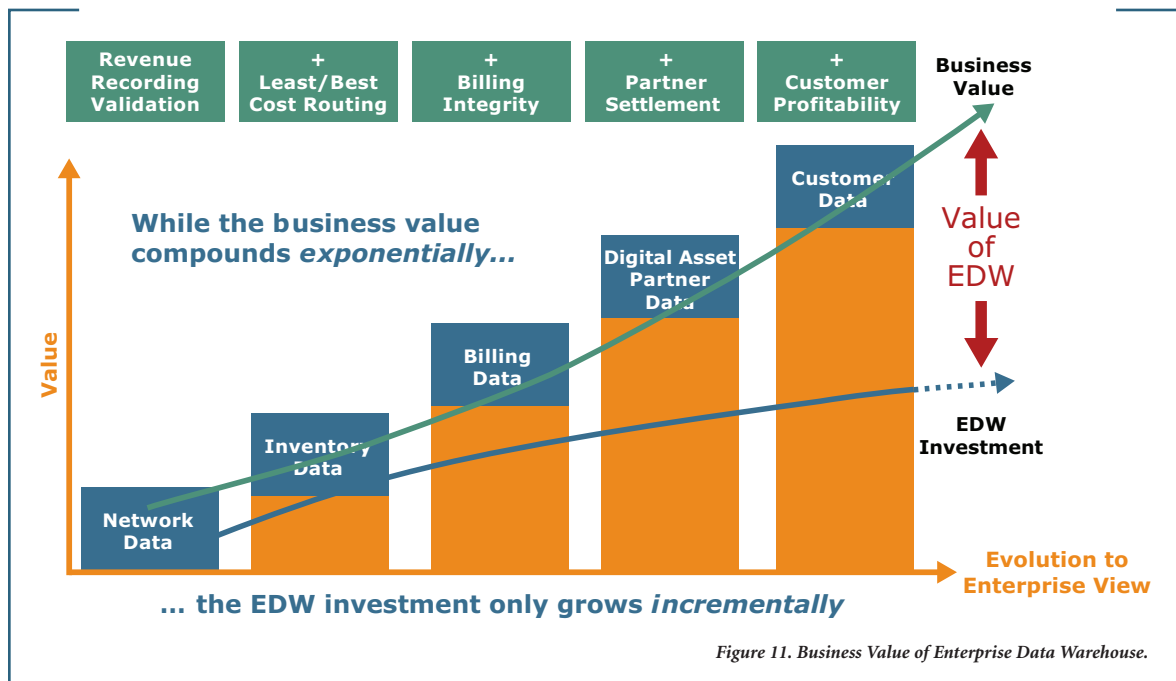 Revenue
Recording
Validation
+
Least/Best
Cost Routing
+
Billing
Integrity
+
Partner
Settlement
+
Customer
Profitability
Business
Value
While the business value
compounds exponentially...
Customer
Data
Value
of
EDW
Digital Asset
Partner
Data
Billing
Data
Value
Inventory
Data
EDW
Investment
Network
Data
Evolution to
Enterprise View
... the EDW investment only grows incrementally
Figure 11. Business Value of Enterprise Data Warehouse.